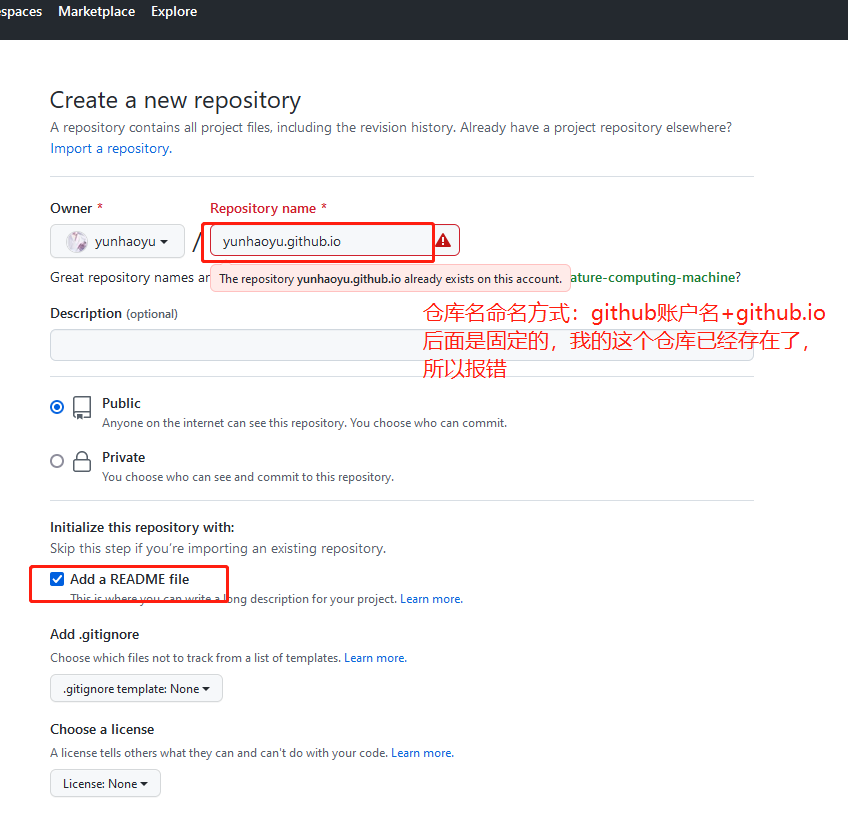 spaces Marketplace Explore
Create a new repository
A repository contains all project files, including the revision history. Already have a project repository elsewhere?
Import a repository.
Owner * Repository name *
yunhaoyu / yunhaoyu.github.io
Great repository names ar
The repository yunhaoyu.github.io already exists on this account.
ature-computing-machine?
仓库名命名方式：github账户名+github.io
后面是固定的，我的这个仓库已经存在了，
所以报错
Description (optional)
Public
Anyone on the internet can see this repository. You choose who can commit.
Private
You choose who can see and commit to this repository.
Initialize this repository with:
Skip this step if you're importing an existing repository.
Add a README file
This is where you can write a long description for your project. Learn more.
Add .gitignore
Choose which files not to track from a list of templates. Learn more.
.gitignore template: None
Choose a license
A license tells others what they can and can't do with your code. Learn more.
License: None